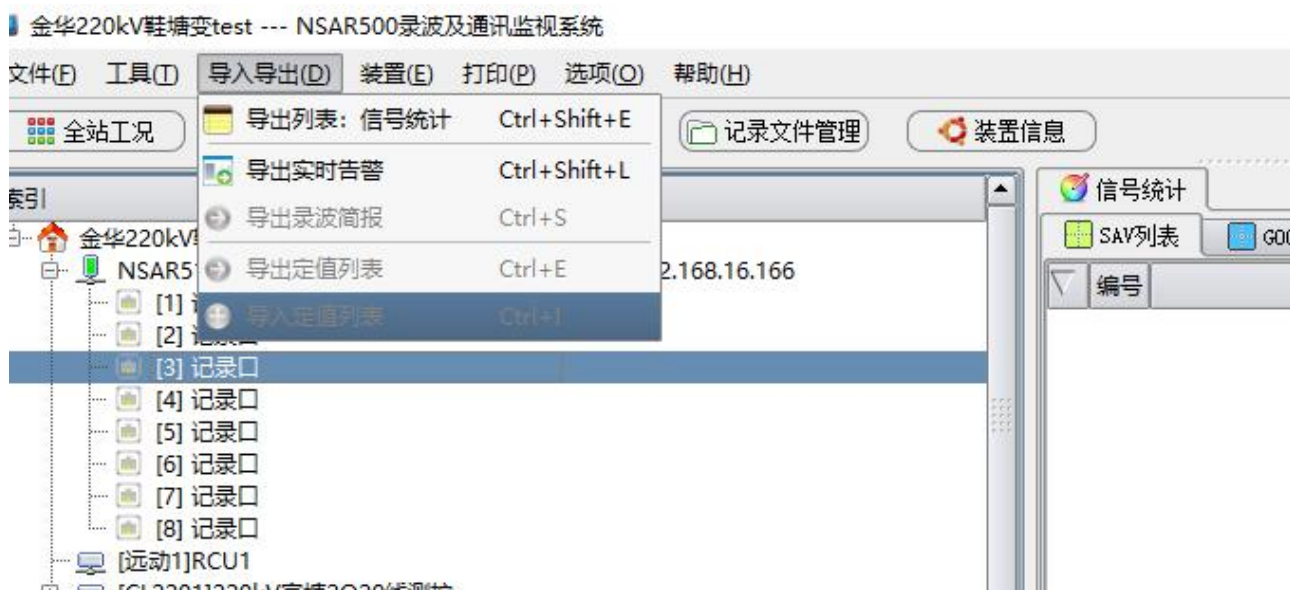 金华220kV鞋塘变test --- NSAR500录波及通讯监视系统
文件(F) 工具(T) 导入导出(D) 装置(E) 打印(P) 选项(O) 帮助(H)
全站工况 记录文件管理 装置信息
导出列表：信号统计 Ctrl+Shift+E
导出实时告警 Ctrl+Shift+L
导出录波简报 Ctrl+S
导出定值列表 Ctrl+E
导入定值列表 Ctrl+I
索引
金华220kV
NSAR5 2.168.16.166
[1]
[2] 记录口
[3] 记录口
[4] 记录口
[5] 记录口
[6] 记录口
[7] 记录口
[8] 记录口
[远动1]RCU1
信号统计
SAV列表 GOO
编号